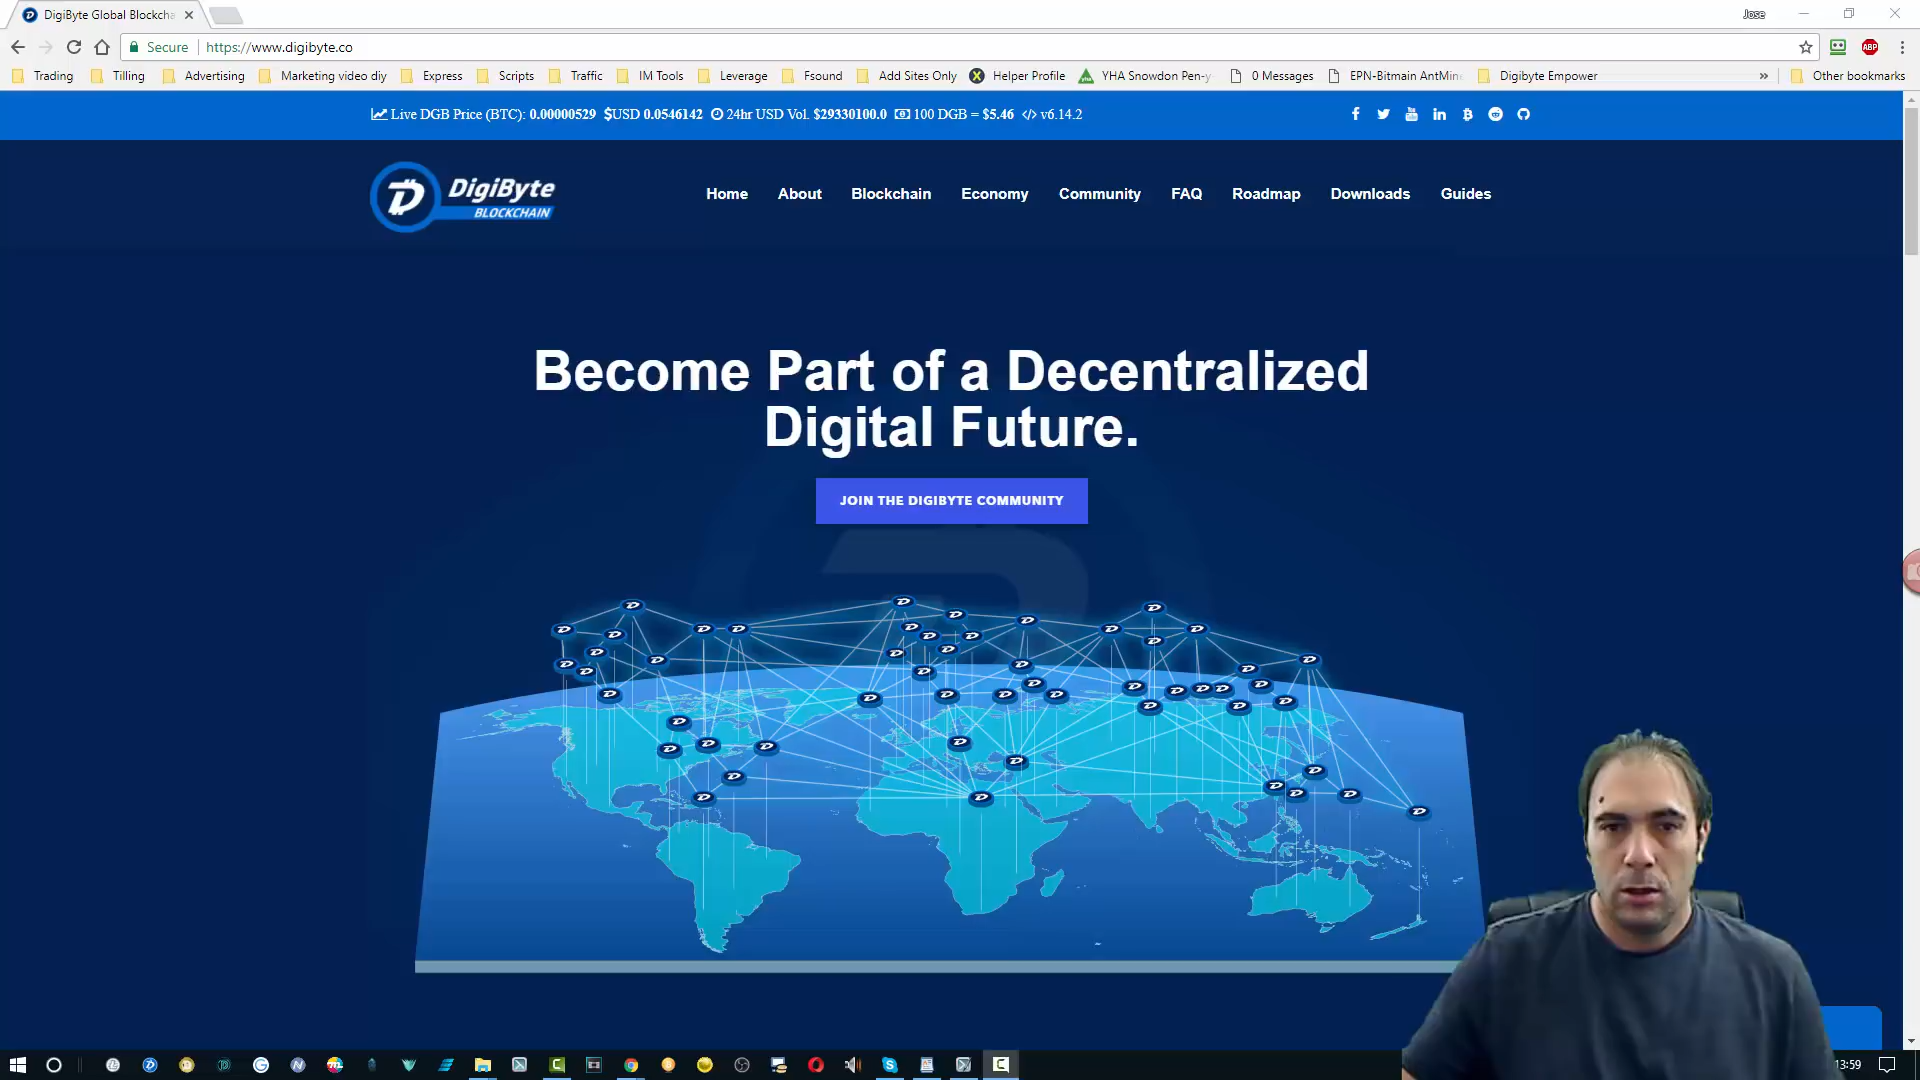 DigiByte Global Blockcha
Jose
Secure
https://www.digibyte.co
ABP
Trading
Tilling
Advertising
Marketing video diy
Express
Scripts
Traffic
IM Tools
Leverage
Fsound
Add Sites Only
Helper Profile
YHA Snowdon Pen-y-
0 Messages
EPN-Bitmain AntMin
Digibyte Empower
Other bookmarks
Live DGB Price (BTC): 0.00000529 $USD 0.0546142 24hr USD Vol. $29330100.0 100 DGB = $5.46 </> v6.14.2
DigiByte
BLOCKCHAIN
Home
About
Blockchain
Economy
Community
FAQ
Roadmap
Downloads
Guides
Become Part of a Decentralized
Digital Future.
JOIN THE DIGIBYTE COMMUNITY
13:59